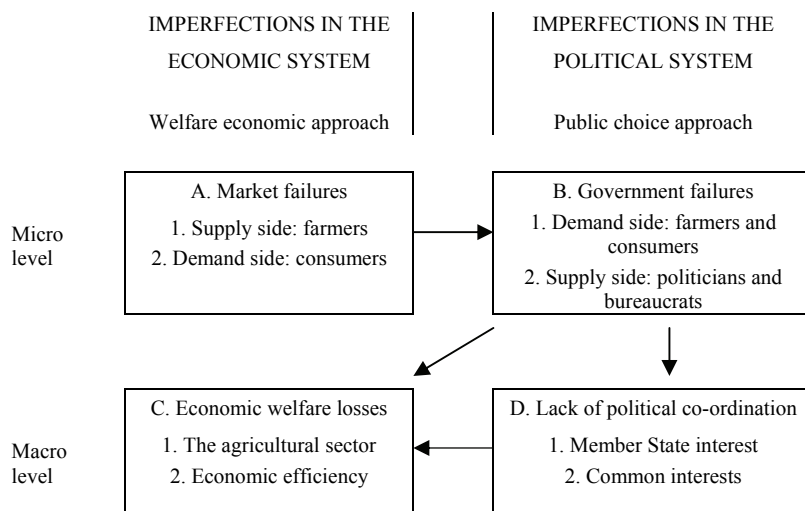 IMPERFECTIONS IN THE
ECONOMIC SYSTEM
Welfare economic approach
IMPERFECTIONS IN THE
POLITICAL SYSTEM
Public choice approach
Micro
level
A. Market failures
1. Supply side: farmers
2. Demand side: consumers
B. Government failures
1. Demand side: farmers and
consumers
2. Supply side: politicians and
bureaucrats
Macro
level
C. Economic welfare losses
1. The agricultural sector
2. Economic efficiency
D. Lack of political co-ordination
1. Member State interest
2. Common interests